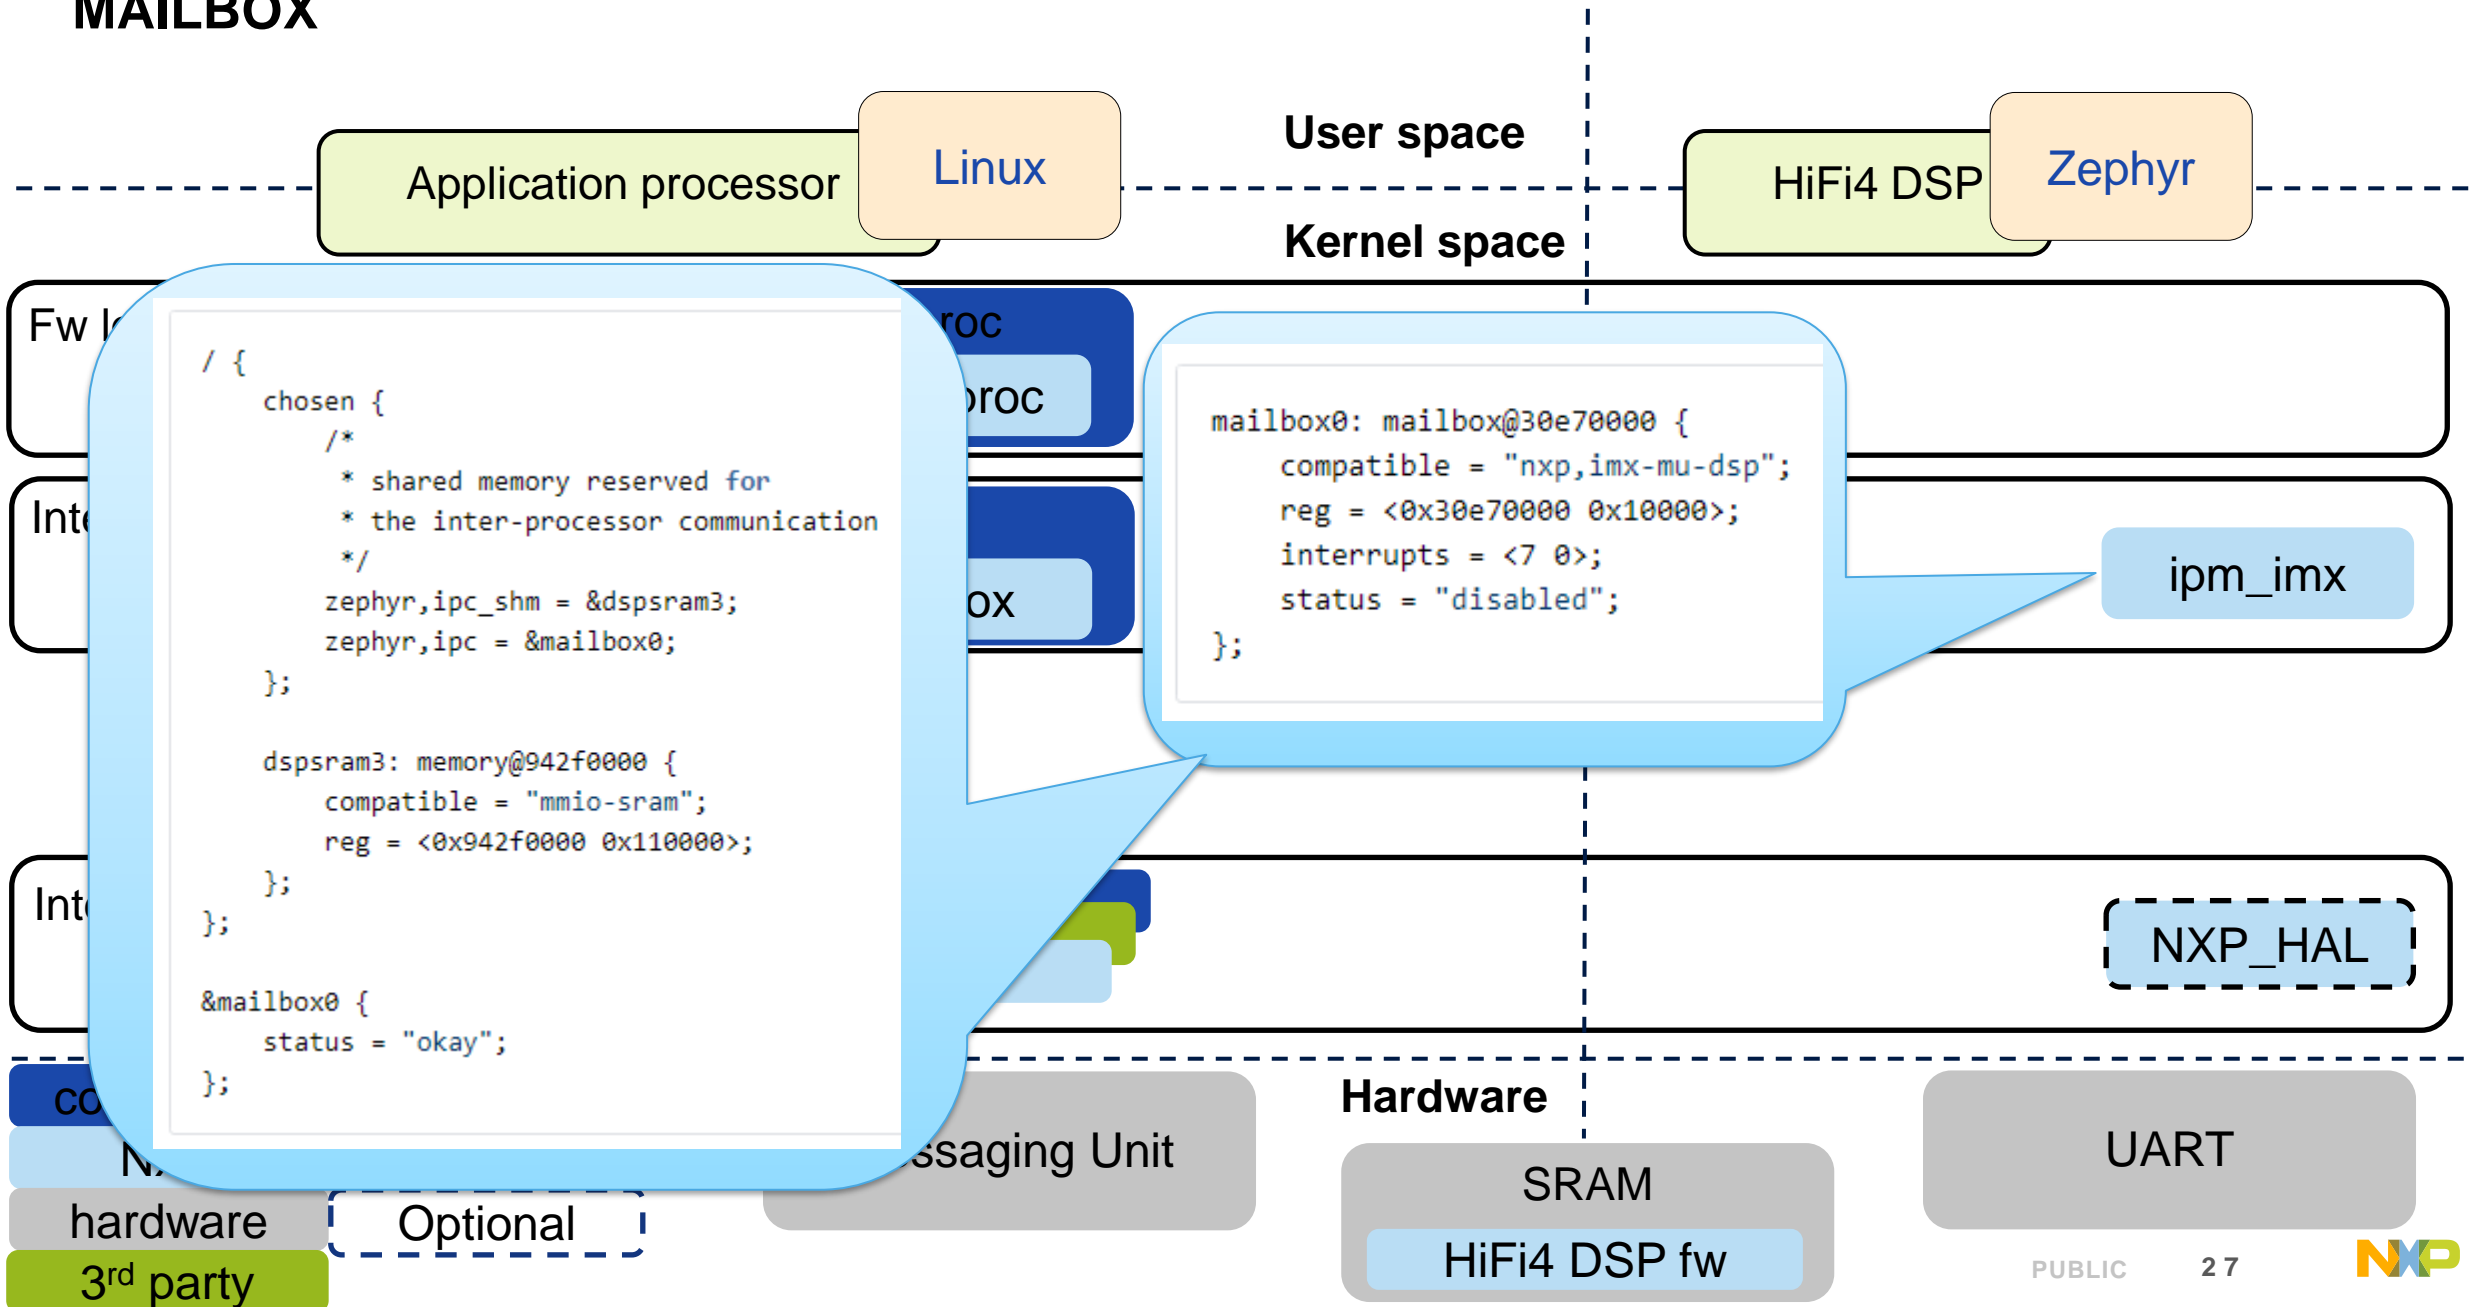 MAILBOX
User space
Application processor
Linux
HiFi4 DSP
Zephyr
Kernel space
Fw
roc
proc
/ {
    chosen {
        /*
         * shared memory reserved for
         * the inter-processor communication
         */
        zephyr,ipc_shm = &dspsram3;
        zephyr,ipc = &mailbox0;
    };
    dspsram3: memory@942f0000 {
        compatible = "mmio-sram";
        reg = <0x942f0000 0x110000>;
    };
};
&mailbox0 {
    status = "okay";
};
mailbox0: mailbox@30e70000 {
    compatible = "nxp,imx-mu-dsp";
    reg = <0x30e70000 0x10000>;
    interrupts = <7 0>;
    status = "disabled";
};
Inte
ox
ipm_imx
Inte
NXP_HAL
Hardware
co
N
ssaging Unit
SRAM
HiFi4 DSP fw
UART
hardware
Optional
3rd party
PUBLIC
27
NXP